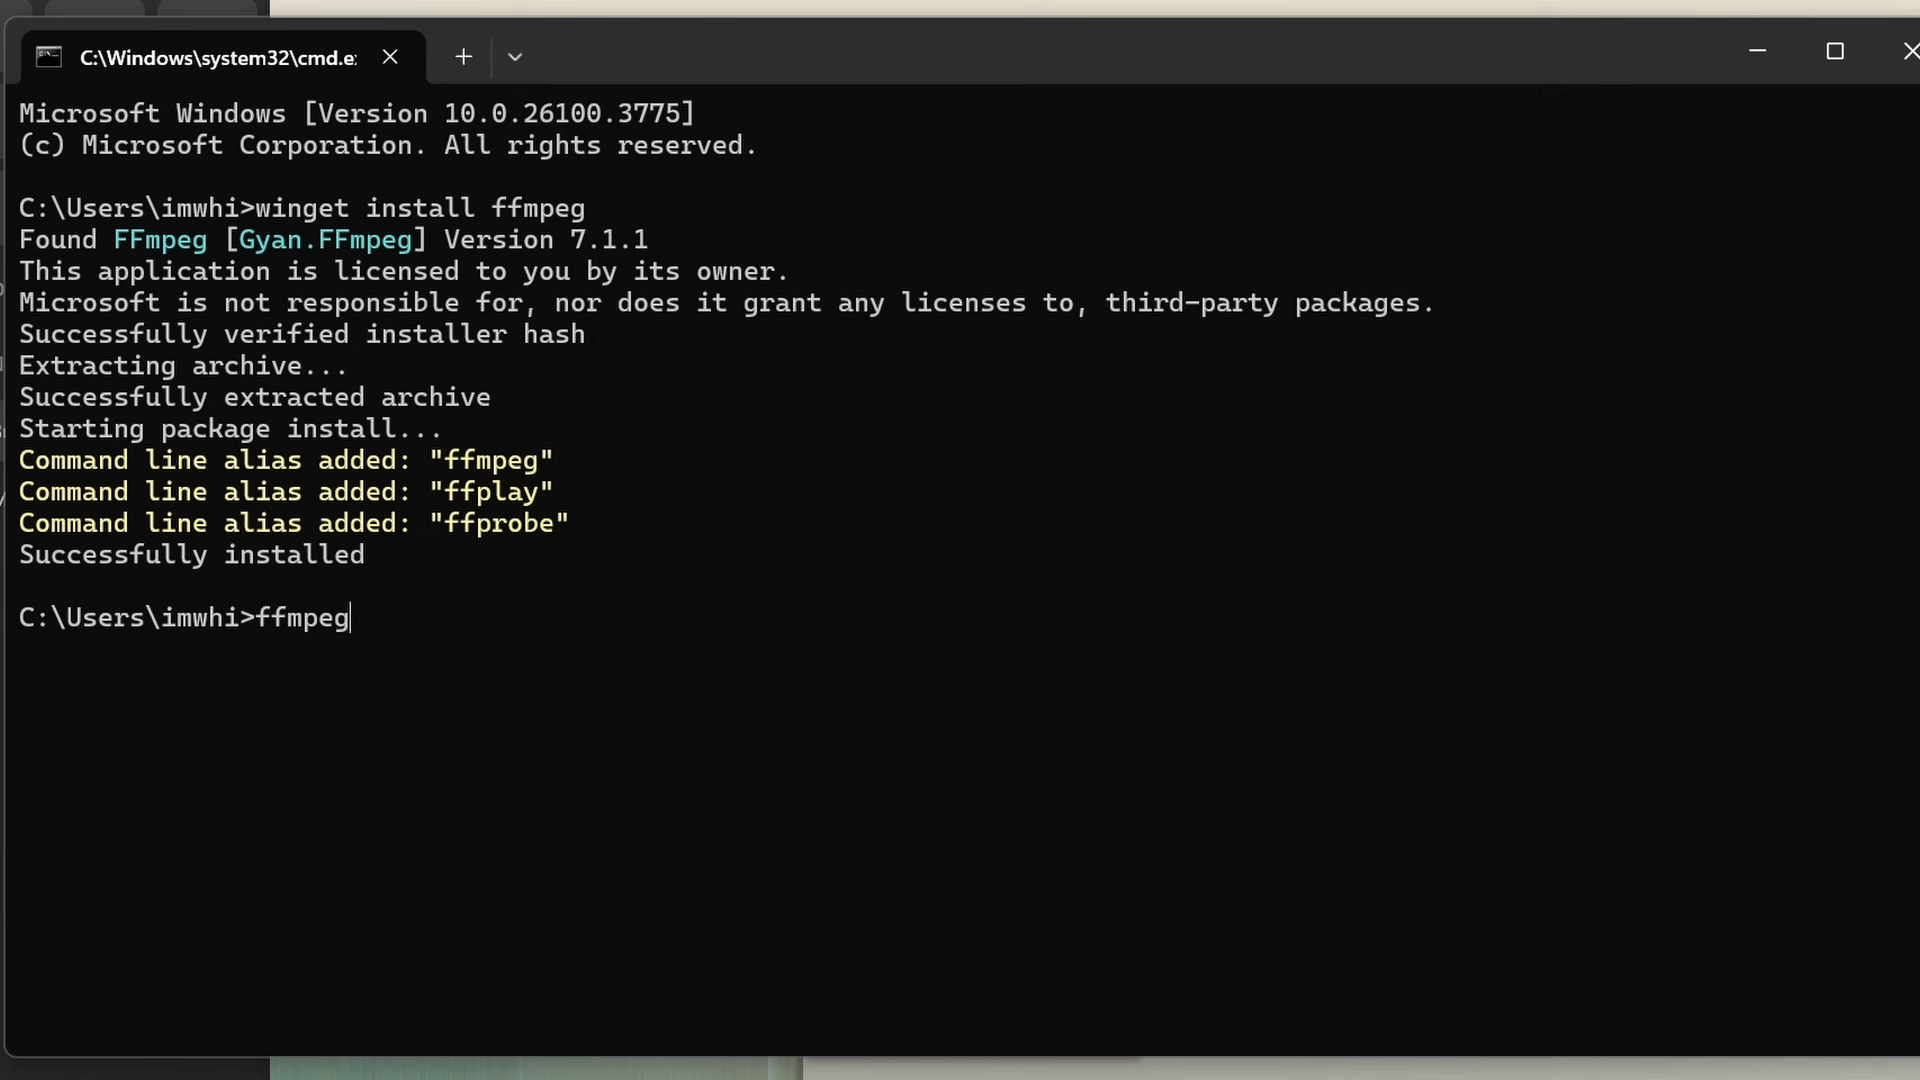 C:\Windows\system32\cmd.e
Microsoft Windows [Version 10.0.26100.3775]
(c) Microsoft Corporation. All rights reserved.
C:\Users\imwhi>winget install ffmpeg
Found FFmpeg [Gyan.FFmpeg] Version 7.1.1
This application is licensed to you by its owner.
Microsoft is not responsible for, nor does it grant any licenses to, third-party packages.
Successfully verified installer hash
Extracting archive...
Successfully extracted archive
Starting package install...
Command line alias added: "ffmpeg"
Command line alias added: "ffplay"
Command line alias added: "ffprobe"
Successfully installed
C:\Users\imwhi>ffmpeg